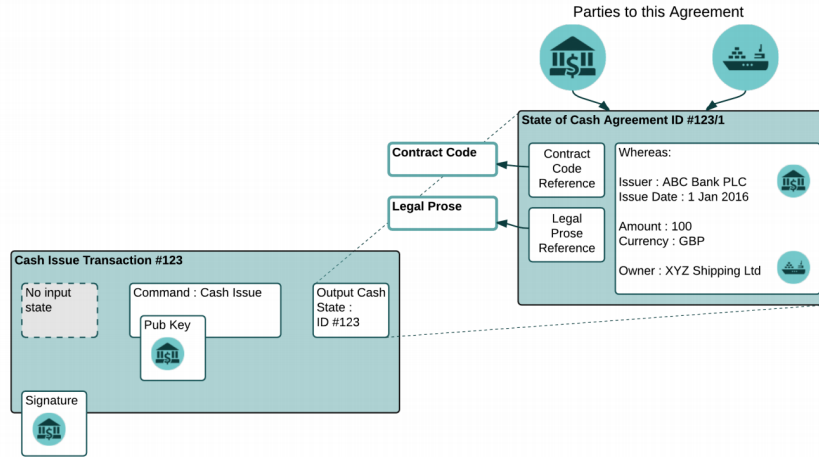 Parties to this Agreement
State of Cash Agreement ID #123/1
Contract Code
Contract
Code
Reference
Whereas:
Issuer : ABC Bank PLC
Issue Date : 1 Jan 2016
Amount : 100
Currency : GBP
Owner : XYZ Shipping Ltd
Legal Prose
Legal
Prose
Reference
Cash Issue Transaction #123
No input
state
Command : Cash Issue
Pub Key
Output Cash
State :
ID #123
Signature